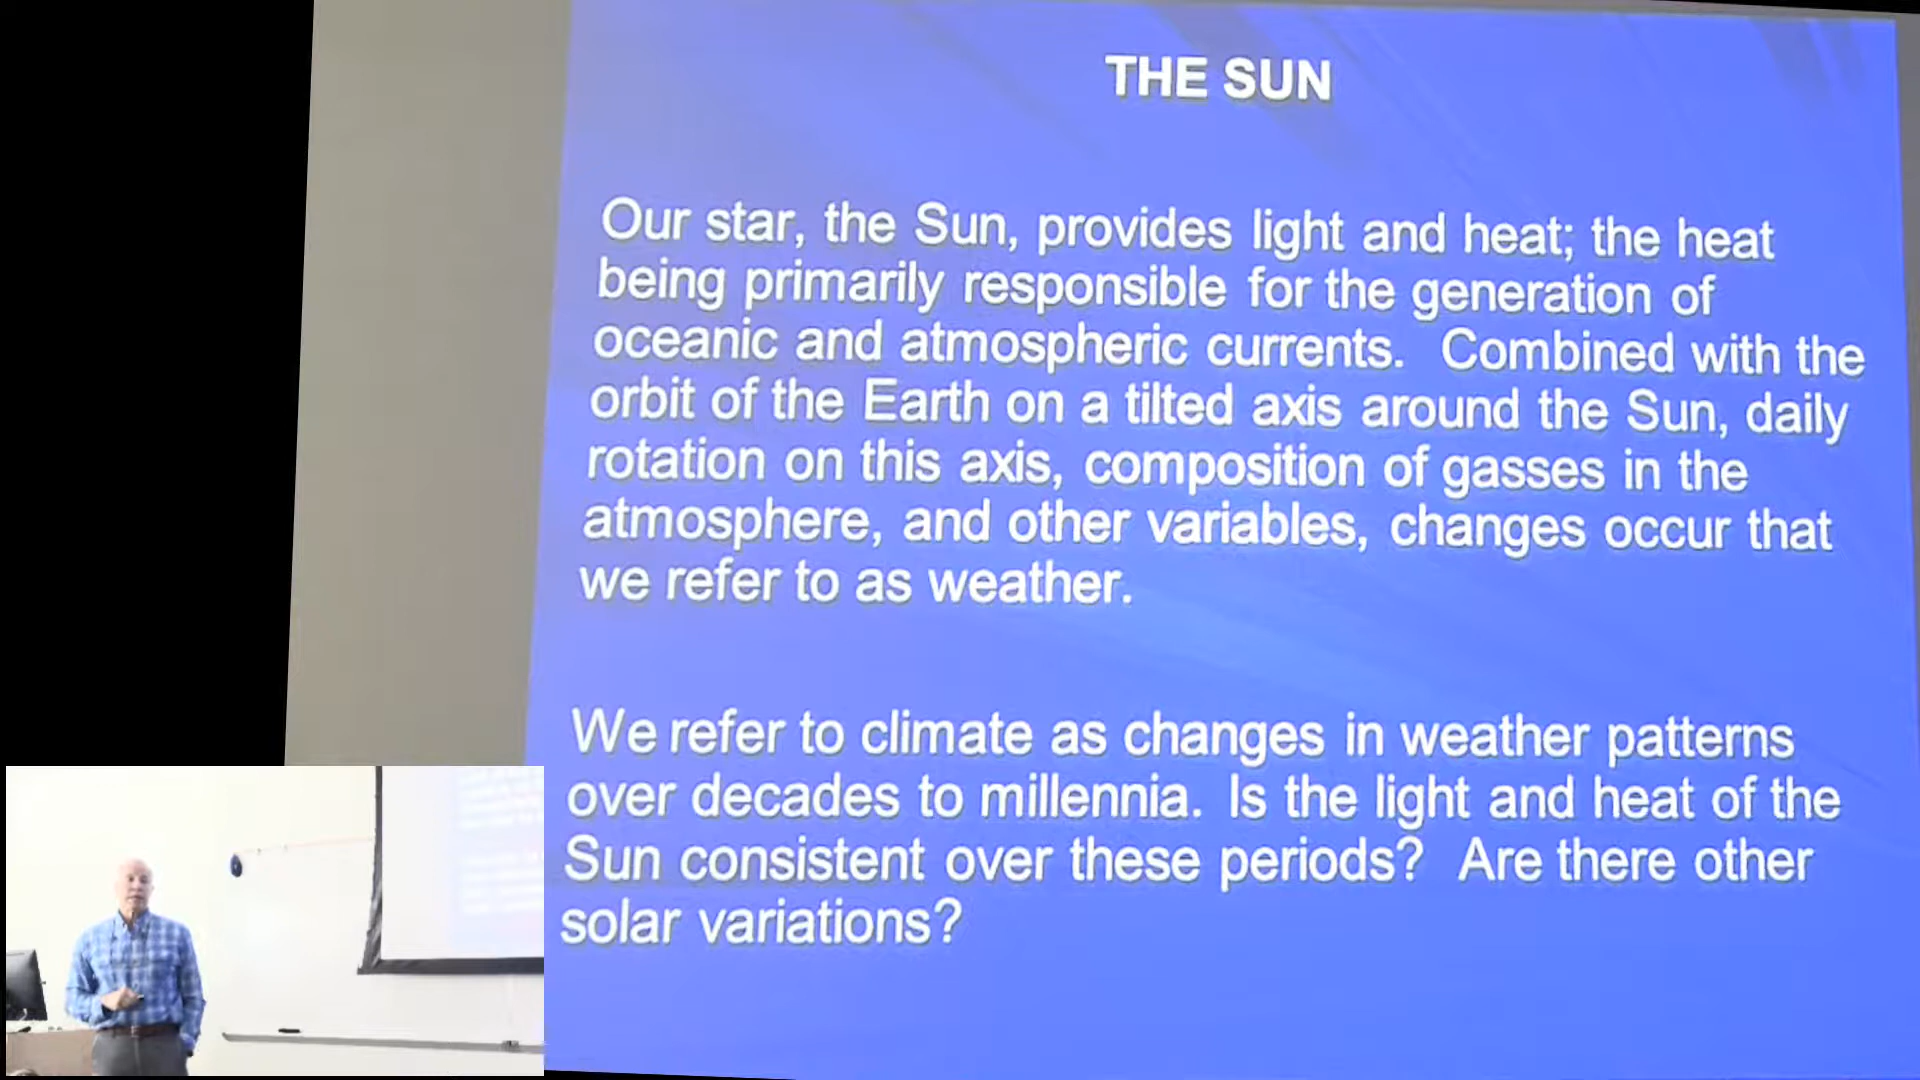 THE SUN
Our star, the Sun, provides light and heat; the heat
being primarily responsible for the generation of
oceanic and atmospheric currents.  Combined with the
orbit of the Earth on a tilted axis around the Sun, daily
rotation on this axis, composition of gasses in the
atmosphere, and other variables, changes occur that
we refer to as weather.
We refer to climate as changes in weather patterns
over decades to millennia.  Is the light and heat of the
Sun consistent over these periods?  Are there other
solar variations?